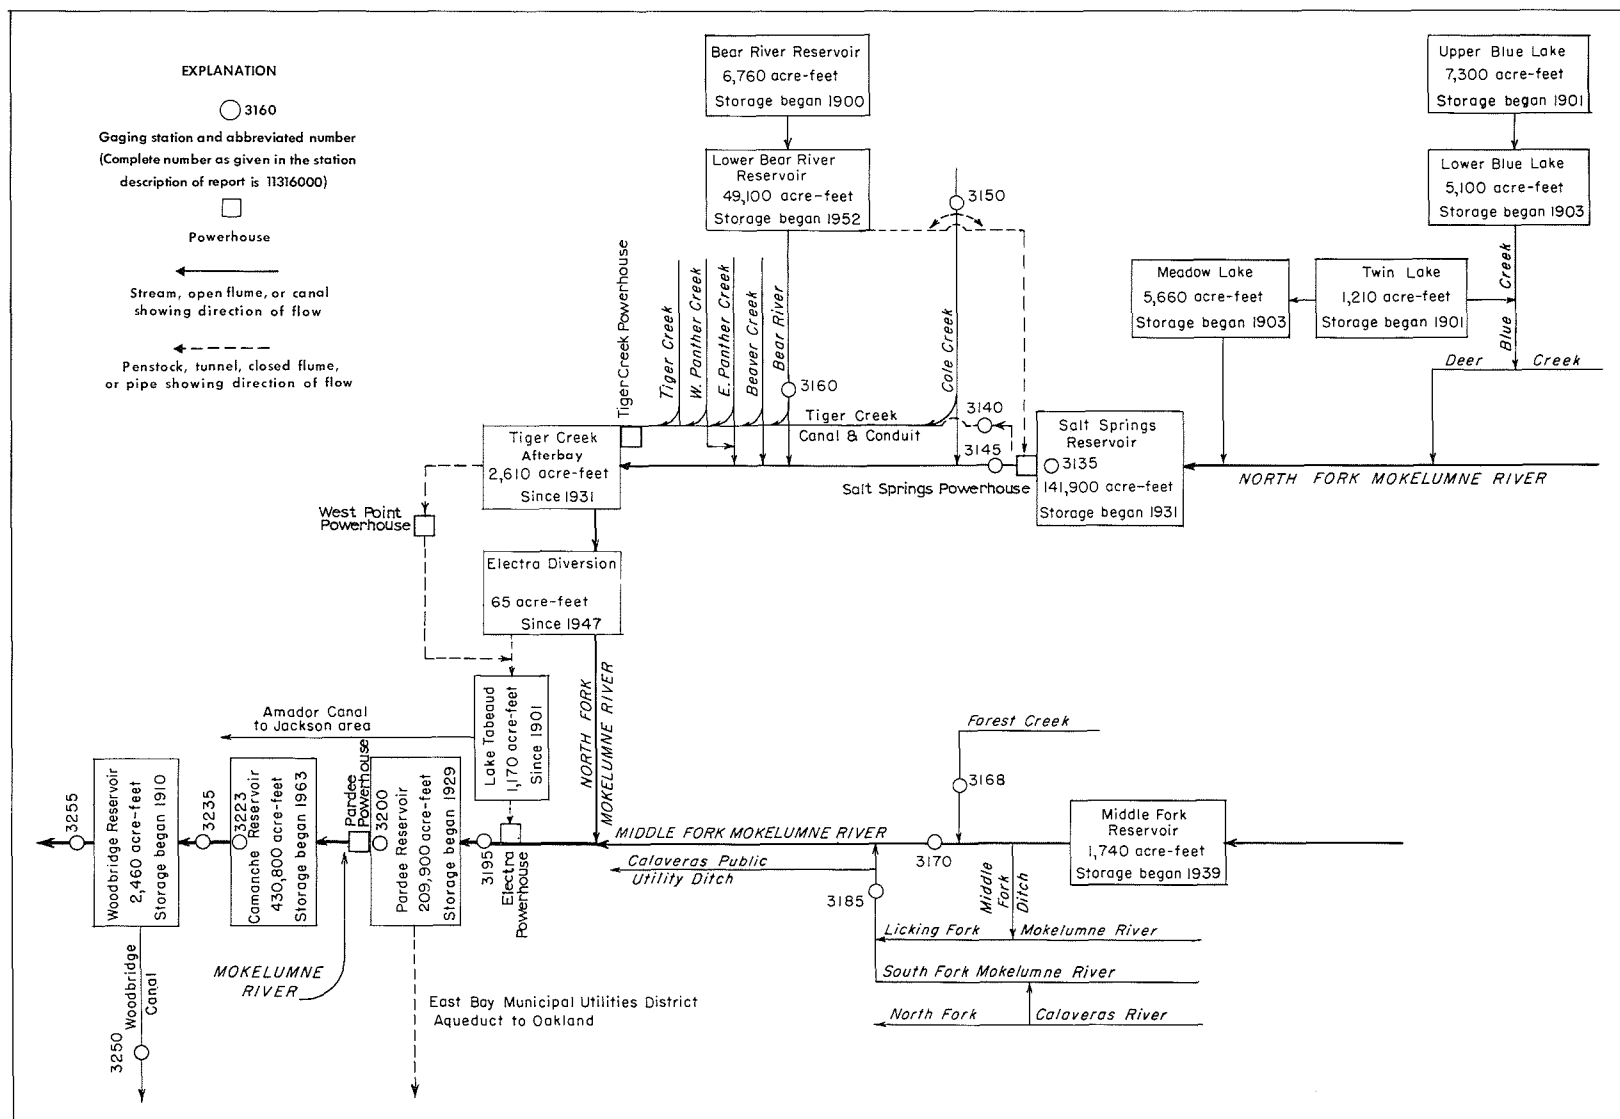 EXPLANATION
3160
Gaging station and abbreviated number
(Complete number as given in the station
description of report is 11316000)
Powerhouse
Stream, open flume, or canal
showing direction of flow
Penstock, tunnel, closed flume,
or pipe showing direction of flow
Bear River Reservoir
6,760 acre-feet
Storage began 1900
Lower Bear River
Reservoir
49,100 acre-feet
Storage began 1952
3150
Upper Blue Lake
7,300 acre-feet
Storage began 1901
Lower Blue Lake
5,100 acre-feet
Storage began 1903
Meadow Lake
5,660 acre-feet
Storage began 1903
Twin Lake
1,210 acre-feet
Storage began 1901
Blue Creek
Deer Creek
Tiger Creek Powerhouse
Tiger Creek
W. Panther Creek
E. Panther Creek
Beaver Creek
Bear River
Cole Creek
3160
Tiger Creek
Canal & Conduit
3140
3145
Salt Springs Powerhouse
Salt Springs
Reservoir
3135
141,900 acre-feet
Storage began 1931
NORTH FORK MOKELUMNE RIVER
Tiger Creek
Afterbay
2,610 acre-feet
Since 1931
West Point
Powerhouse
Electra Diversion
65 acre-feet
Since 1947
NORTH FORK
MOKELUMNE RIVER
Lake Tabeaud
1,170 acre-feet
Since 1901
Amador Canal
to Jackson area
Forest Creek
3168
Middle Fork
Reservoir
1,740 acre-feet
Storage began 1939
MIDDLE FORK MOKELUMNE RIVER
3170
Calaveras Public
Utility Ditch
3185
Middle Fork
Ditch
Licking Fork Mokelumne River
South Fork Mokelumne River
North Fork Calaveras River
3255
Woodbridge Reservoir
2,460 acre-feet
Storage began 1910
3235
3223
Camanche Reservoir
430,800 acre-feet
Storage began 1963
Pardee
Powerhouse
3200
Pardee Reservoir
209,900 acre-feet
Storage began 1929
3195
Electra
Powerhouse
MOKELUMNE
RIVER
Woodbridge
Canal
3250
East Bay Municipal Utilities District
Aqueduct to Oakland